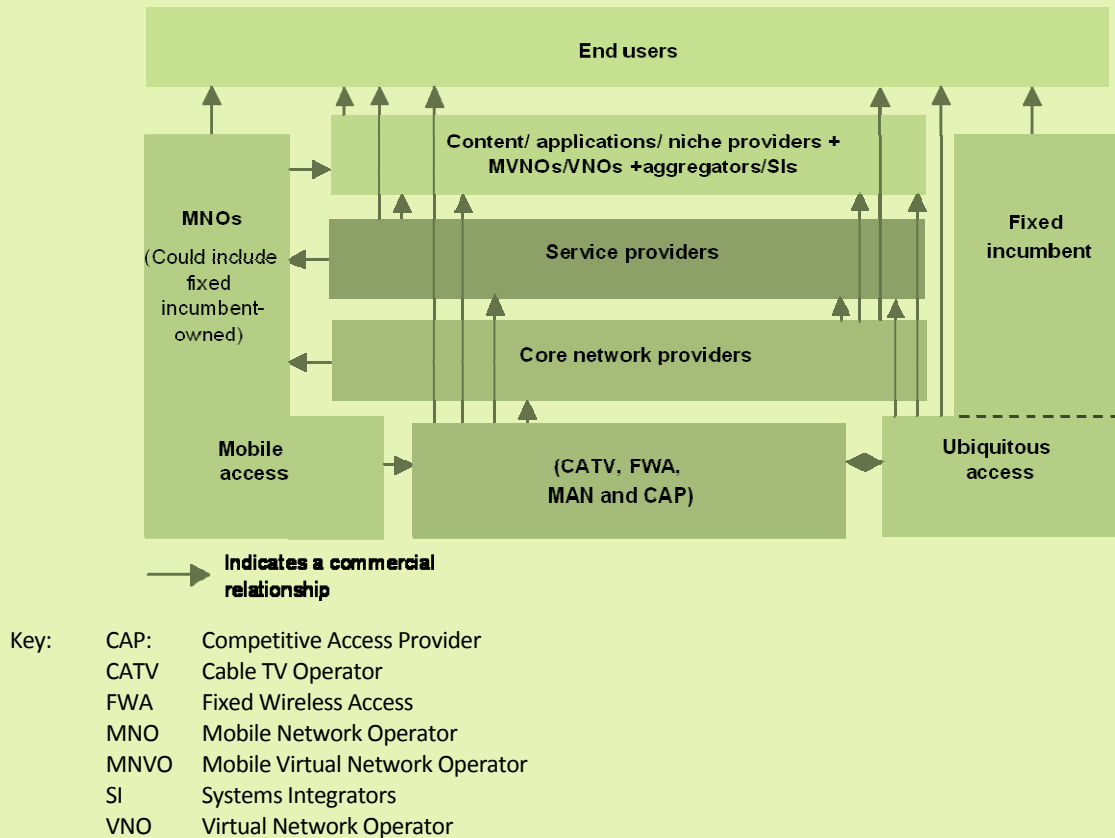 End users
Content/ applications/ niche providers +
MVNOs/VNOs +aggregators/SIs
MNOs
(Could include
fixed
incumbent-
owned)
Service providers
Fixed
incumbent
Core network providers
Mobile
access
(CATV, FWA,
MAN and CAP)
Ubiquitous
access
Indicates a commercial
relationship
Key: CAP: Competitive Access Provider
CATV Cable TV Operator
FWA Fixed Wireless Access
MNO Mobile Network Operator
MNVO Mobile Virtual Network Operator
SI Systems Integrators
VNO Virtual Network Operator